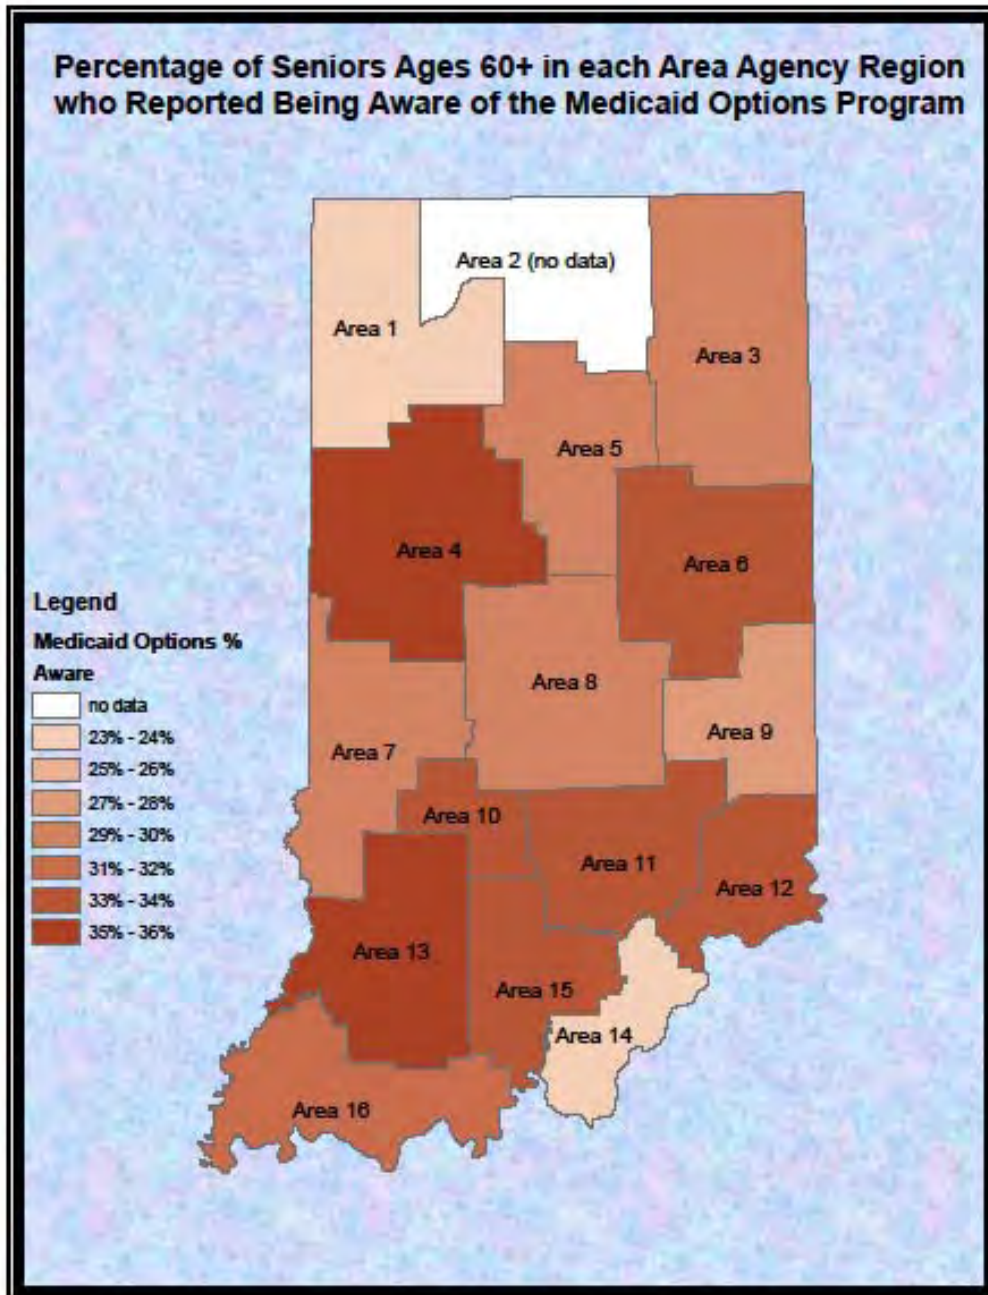 Percentage of Seniors Ages 60+ in each Area Agency Region
who Reported Being Aware of the Medicaid Options Program
Area 2 (no data)
Area 1
Area 3
Area 5
Area 4
Area 6
Legend
Medicaid Options %
Aware
no data
23% - 24%
25% - 26%
27% - 28%
29% - 30%
31% - 32%
33% - 34%
35% - 36%
Area 8
Area 9
Area 7
Area 10
Area 11
Area 12
Area 13
Area 15
Area 14
Area 16